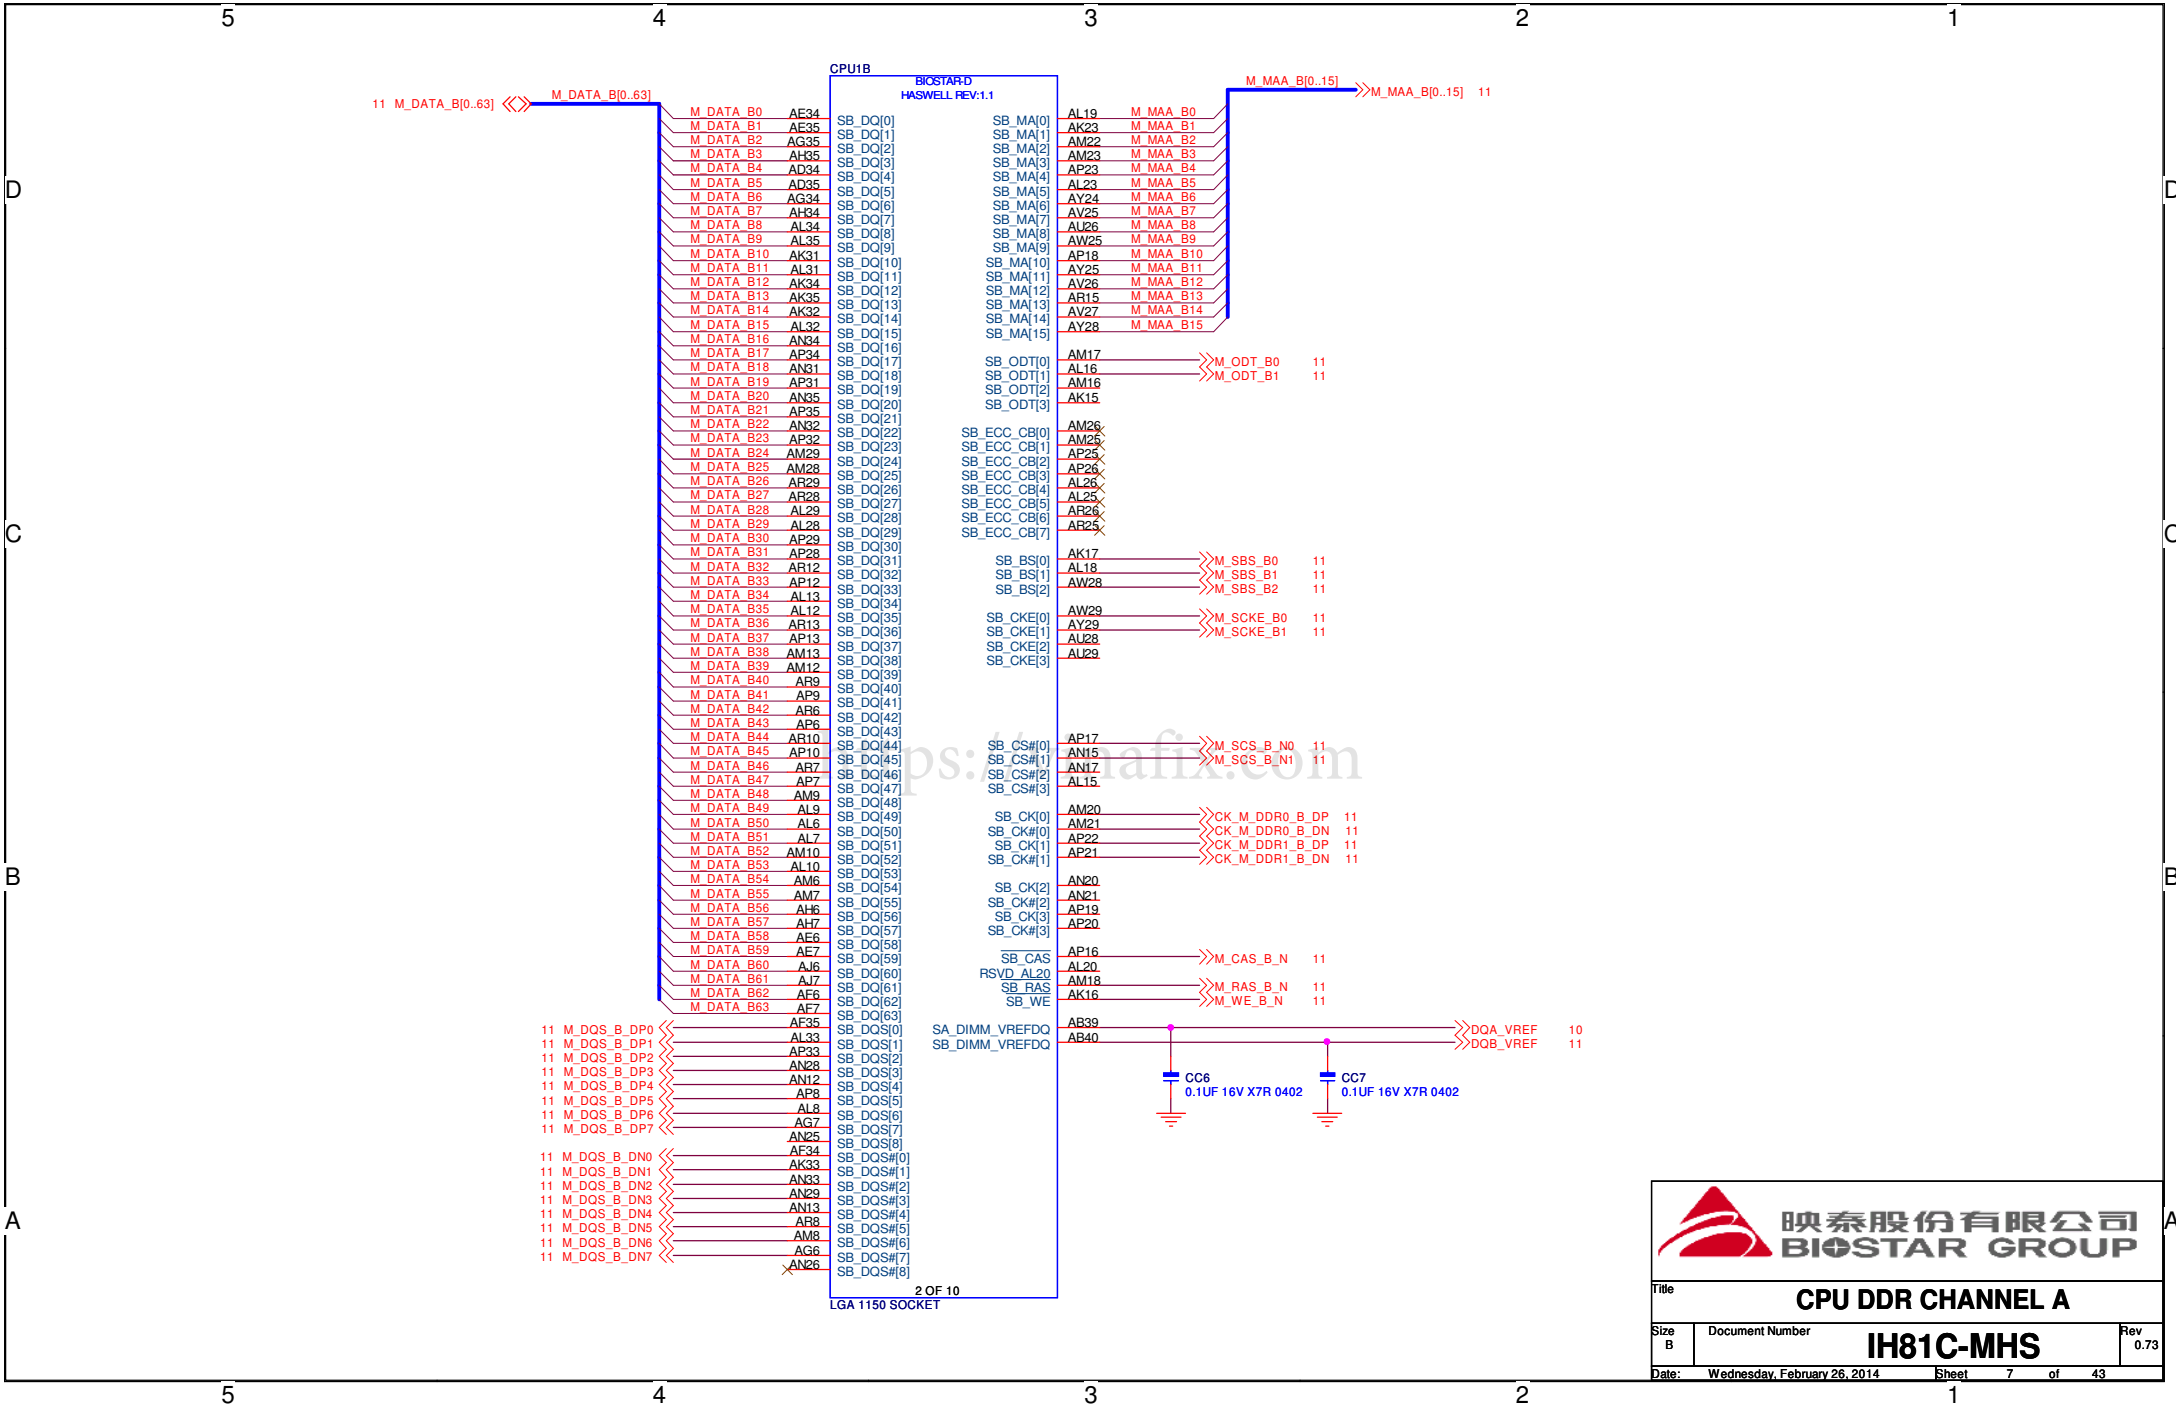 5 4 3 2 1
CPU1B
BIOSTAR-D
HASWELL REV:1.1
11 M_DATA_B[0..63] M_DATA_B[0..63]
M_MAA_B[0..15] M_MAA_B[0..15] 11
M_DATA_B0 AE34 SB_DQ[0] SB_MA[0] AL19 M_MAA_B0
M_DATA_B1 AE35 SB_DQ[1] SB_MA[1] AK23 M_MAA_B1
M_DATA_B2 AG35 SB_DQ[2] SB_MA[2] AM22 M_MAA_B2
M_DATA_B3 AH35 SB_DQ[3] SB_MA[3] AM23 M_MAA_B3
M_DATA_B4 AD34 SB_DQ[4] SB_MA[4] AP23 M_MAA_B4
D M_DATA_B5 AD35 SB_DQ[5] SB_MA[5] AL23 M_MAA_B5 D
M_DATA_B6 AG34 SB_DQ[6] SB_MA[6] AY24 M_MAA_B6
M_DATA_B7 AH34 SB_DQ[7] SB_MA[7] AV25 M_MAA_B7
M_DATA_B8 AL34 SB_DQ[8] SB_MA[8] AU26 M_MAA_B8
M_DATA_B9 AL35 SB_DQ[9] SB_MA[9] AW25 M_MAA_B9
M_DATA_B10 AK31 SB_DQ[10] SB_MA[10] AP18 M_MAA_B10
M_DATA_B11 AL31 SB_DQ[11] SB_MA[11] AY25 M_MAA_B11
M_DATA_B12 AK34 SB_DQ[12] SB_MA[12] AV26 M_MAA_B12
M_DATA_B13 AK35 SB_DQ[13] SB_MA[13] AR15 M_MAA_B13
M_DATA_B14 AK32 SB_DQ[14] SB_MA[14] AV27 M_MAA_B14
M_DATA_B15 AL32 SB_DQ[15] SB_MA[15] AY28 M_MAA_B15
M_DATA_B16 AN34 SB_DQ[16]
M_DATA_B17 AP34 SB_DQ[17] SB_ODT[0] AM17 M_ODT_B0 11
M_DATA_B18 AN31 SB_DQ[18] SB_ODT[1] AL16 M_ODT_B1 11
M_DATA_B19 AP31 SB_DQ[19] SB_ODT[2] AM16
M_DATA_B20 AN35 SB_DQ[20] SB_ODT[3] AK15
M_DATA_B21 AP35 SB_DQ[21]
M_DATA_B22 AN32 SB_DQ[22] SB_ECC_CB[0] AM26
M_DATA_B23 AP32 SB_DQ[23] SB_ECC_CB[1] AM25
M_DATA_B24 AM29 SB_DQ[24] SB_ECC_CB[2] AP25
M_DATA_B25 AM28 SB_DQ[25] SB_ECC_CB[3] AP26
M_DATA_B26 AR29 SB_DQ[26] SB_ECC_CB[4] AL26
M_DATA_B27 AR28 SB_DQ[27] SB_ECC_CB[5] AL25
M_DATA_B28 AL29 SB_DQ[28] SB_ECC_CB[6] AR26
C M_DATA_B29 AL28 SB_DQ[29] SB_ECC_CB[7] AR25 C
M_DATA_B30 AP29 SB_DQ[30]
M_DATA_B31 AP28 SB_DQ[31] SB_BS[0] AK17 M_SBS_B0 11
M_DATA_B32 AR12 SB_DQ[32] SB_BS[1] AL18 M_SBS_B1 11
M_DATA_B33 AP12 SB_DQ[33] SB_BS[2] AW28 M_SBS_B2 11
M_DATA_B34 AL13 SB_DQ[34]
M_DATA_B35 AL12 SB_DQ[35] SB_CKE[0] AW29 M_SCKE_B0 11
M_DATA_B36 AR13 SB_DQ[36] SB_CKE[1] AY29 M_SCKE_B1 11
M_DATA_B37 AP13 SB_DQ[37] SB_CKE[2] AU28
M_DATA_B38 AM13 SB_DQ[38] SB_CKE[3] AU29
M_DATA_B39 AM12 SB_DQ[39]
M_DATA_B40 AR9 SB_DQ[40]
M_DATA_B41 AP9 SB_DQ[41]
M_DATA_B42 AR6 SB_DQ[42]
M_DATA_B43 AP6 SB_DQ[43]
M_DATA_B44 AR10 SB_DQ[44] SB_CS#[0] AP17 M_SCS_B_N0 11
M_DATA_B45 AP10 SB_DQ[45] SB_CS#[1] AN15 M_SCS_B_N1 11
https://vinafix.com
M_DATA_B46 AR7 SB_DQ[46] SB_CS#[2] AN17
M_DATA_B47 AP7 SB_DQ[47] SB_CS#[3] AL15
M_DATA_B48 AM9 SB_DQ[48]
M_DATA_B49 AL9 SB_DQ[49] SB_CK[0] AM20 CK_M_DDR0_B_DP 11
M_DATA_B50 AL6 SB_DQ[50] SB_CK#[0] AM21 CK_M_DDR0_B_DN 11
M_DATA_B51 AL7 SB_DQ[51] SB_CK[1] AP22 CK_M_DDR1_B_DP 11
M_DATA_B52 AM10 SB_DQ[52] SB_CK#[1] AP21 CK_M_DDR1_B_DN 11
M_DATA_B53 AL10 SB_DQ[53]
B M_DATA_B54 AM6 SB_DQ[54] SB_CK[2] AN20 B
M_DATA_B55 AM7 SB_DQ[55] SB_CK#[2] AN21
M_DATA_B56 AH6 SB_DQ[56] SB_CK[3] AP19
M_DATA_B57 AH7 SB_DQ[57] SB_CK#[3] AP20
M_DATA_B58 AE6 SB_DQ[58]
M_DATA_B59 AE7 SB_DQ[59] SB_CAS AP16 M_CAS_B_N 11
M_DATA_B60 AJ6 SB_DQ[60] RSVD_AL20 AL20
M_DATA_B61 AJ7 SB_DQ[61] SB_RAS AM18 M_RAS_B_N 11
M_DATA_B62 AF6 SB_DQ[62] SB_WE AK16 M_WE_B_N 11
M_DATA_B63 AF7 SB_DQ[63]
11 M_DQS_B_DP0 AF35 SB_DQS[0] SA_DIMM_VREFDQ AB39 DQA_VREF 10
11 M_DQS_B_DP1 AL33 SB_DQS[1] SB_DIMM_VREFDQ AB40 DQB_VREF 11
11 M_DQS_B_DP2 AP33 SB_DQS[2]
11 M_DQS_B_DP3 AN28 SB_DQS[3] CC6 CC7
11 M_DQS_B_DP4 AN12 SB_DQS[4] 0.1UF 16V X7R 0402 0.1UF 16V X7R 0402
11 M_DQS_B_DP5 AP8 SB_DQS[5]
11 M_DQS_B_DP6 AL8 SB_DQS[6]
11 M_DQS_B_DP7 AG7 SB_DQS[7]
AN25 SB_DQS[8]
11 M_DQS_B_DN0 AF34 SB_DQS#[0]
11 M_DQS_B_DN1 AK33 SB_DQS#[1]
11 M_DQS_B_DN2 AN33 SB_DQS#[2]
11 M_DQS_B_DN3 AN29 SB_DQS#[3]
A 11 M_DQS_B_DN4 AN13 SB_DQS#[4] A
11 M_DQS_B_DN5 AR8 SB_DQS#[5]
11 M_DQS_B_DN6 AM8 SB_DQS#[6]
11 M_DQS_B_DN7 AG6 SB_DQS#[7]
AN26 SB_DQS#[8]
2 OF 10
LGA 1150 SOCKET
映泰股份有限公司
BIOSTAR GROUP
Title
CPU DDR CHANNEL A
Size Document Number Rev
B IH81C-MHS 0.73
Date: Wednesday, February 26, 2014 Sheet 7 of 43
5 4 3 2 1